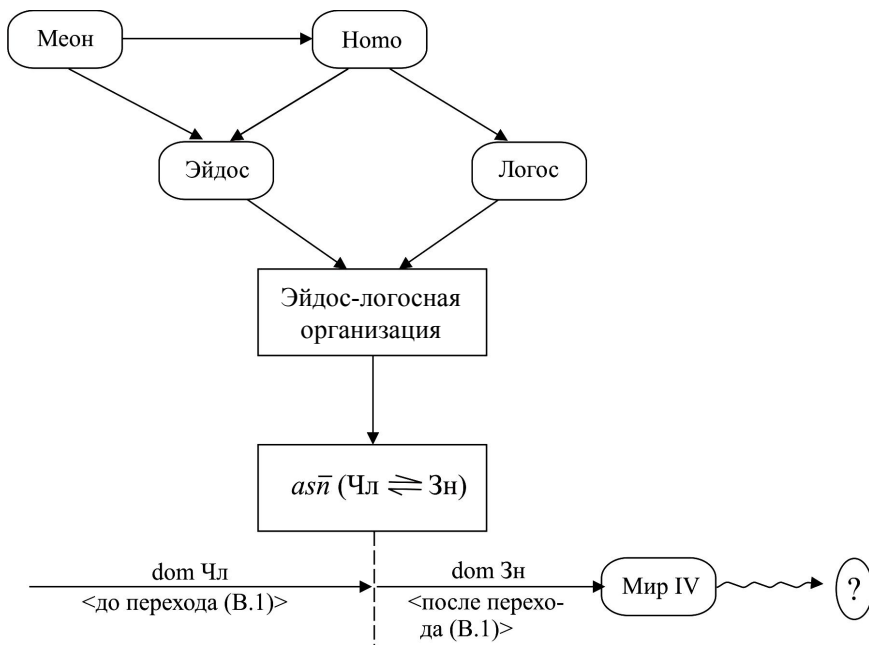 Меон
Homo
Эйдос
Логос
Эйдос-логосная
организация
asn̅ (Чл ⇌ Зн)
dom Чл
<до перехода (В.1)>
dom Зн
<после перехо-
да (В.1)>
Мир IV
?